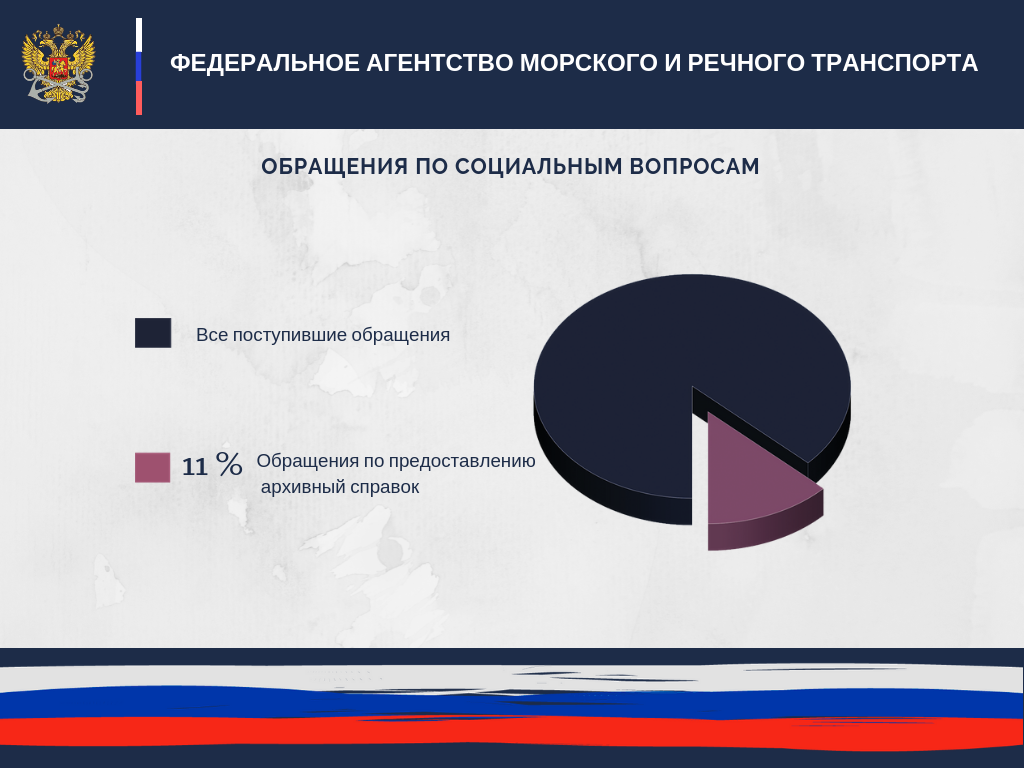 ФЕДЕРАЛЬНОЕ АГЕНТСТВО МОРСКОГО И РЕЧНОГО ТРАНСПОРТА
ОБРАЩЕНИЯ ПО СОЦИАЛЬНЫМ ВОПРОСАМ
Все поступившие обращения
11 % Обращения по предоставлению
архивный справок